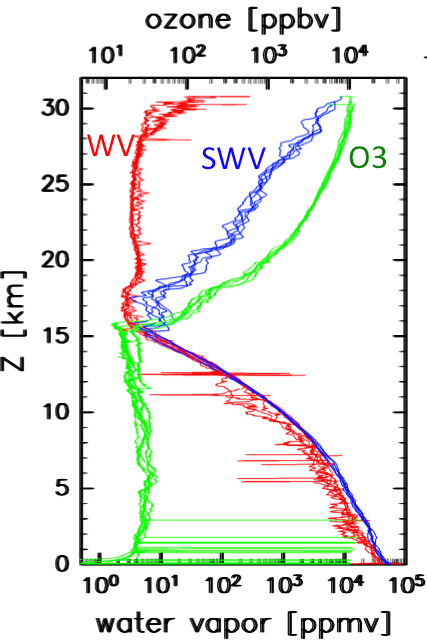 ozone [ppbv]
10¹ 10² 10³ 10⁴
30
WV SWV O3
25
20
Z [km]
15
10
5
0
10⁰ 10¹ 10² 10³ 10⁴ 10⁵
water vapor [ppmv]